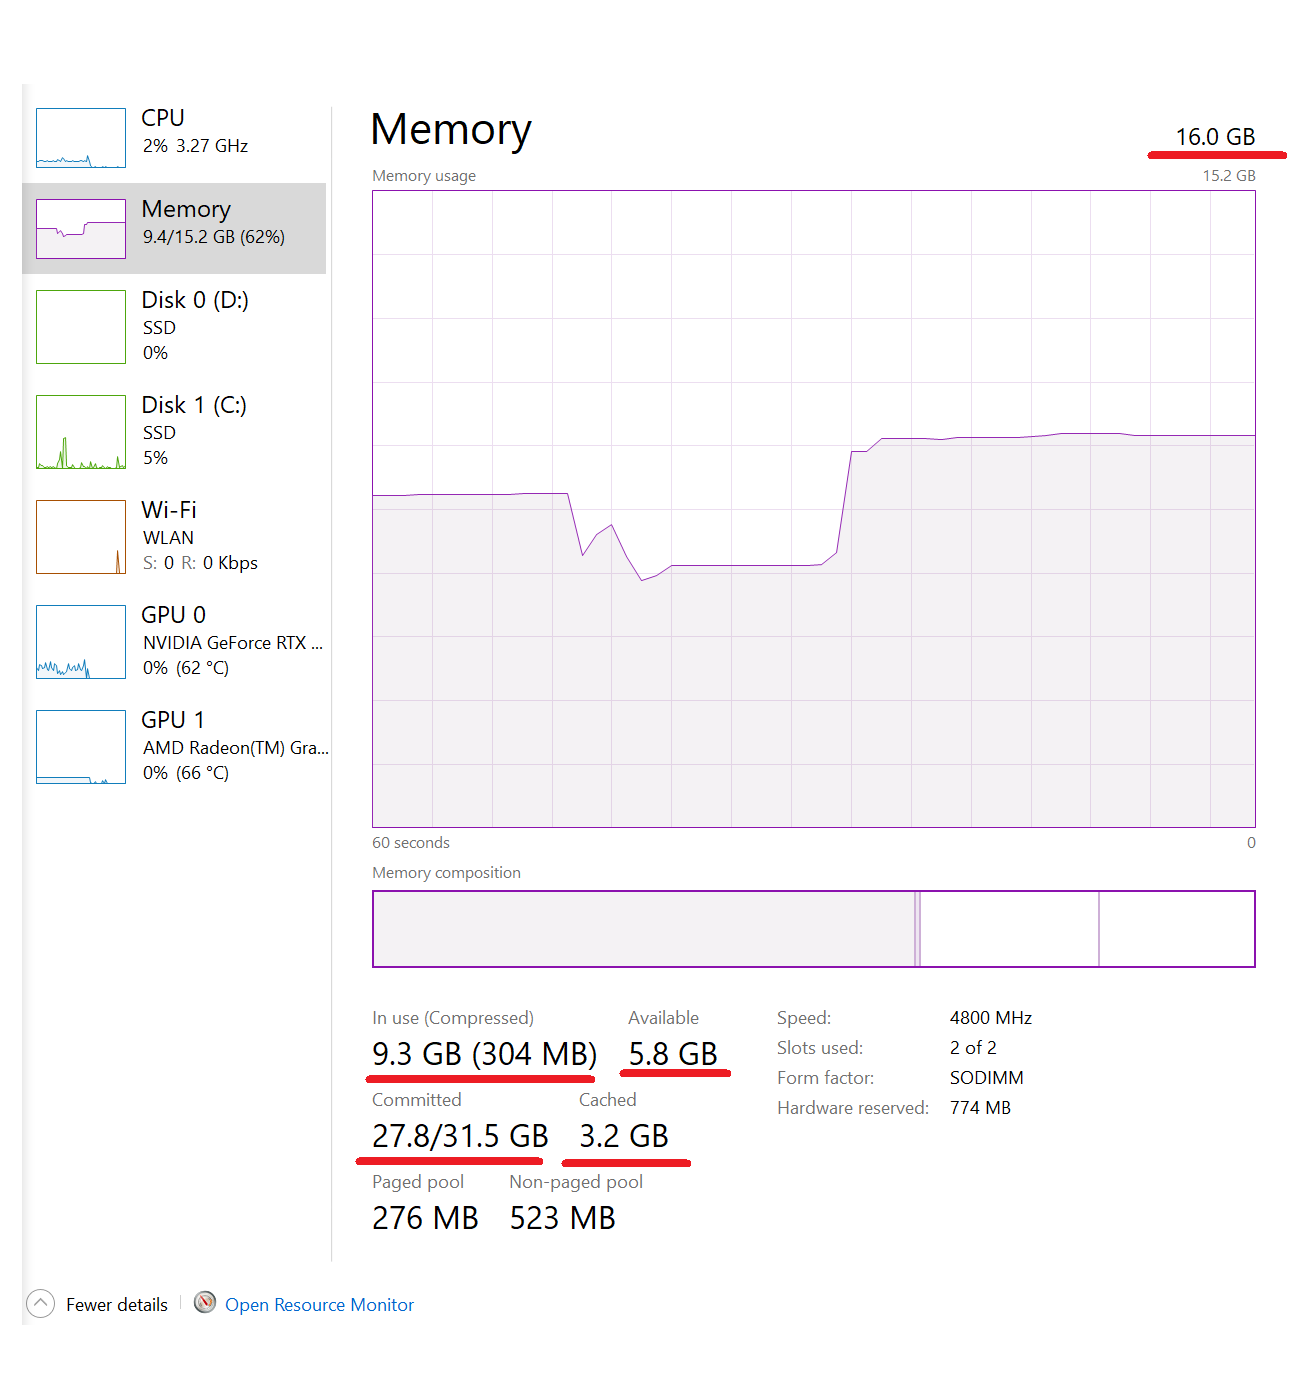 CPU
2% 3.27 GHz
Memory
9.4/15.2 GB (62%)
Disk 0 (D:)
SSD
0%
Disk 1 (C:)
SSD
5%
Wi-Fi
WLAN
S: 0 R: 0 Kbps
GPU 0
NVIDIA GeForce RTX ...
0% (62 °C)
GPU 1
AMD Radeon(TM) Gra...
0% (66 °C)
Memory
16.0 GB
Memory usage
15.2 GB
60 seconds
0
Memory composition
In use (Compressed)
9.3 GB (304 MB)
Available
5.8 GB
Committed
27.8/31.5 GB
Cached
3.2 GB
Paged pool
276 MB
Non-paged pool
523 MB
Speed: 4800 MHz
Slots used: 2 of 2
Form factor: SODIMM
Hardware reserved: 774 MB
Fewer details
Open Resource Monitor